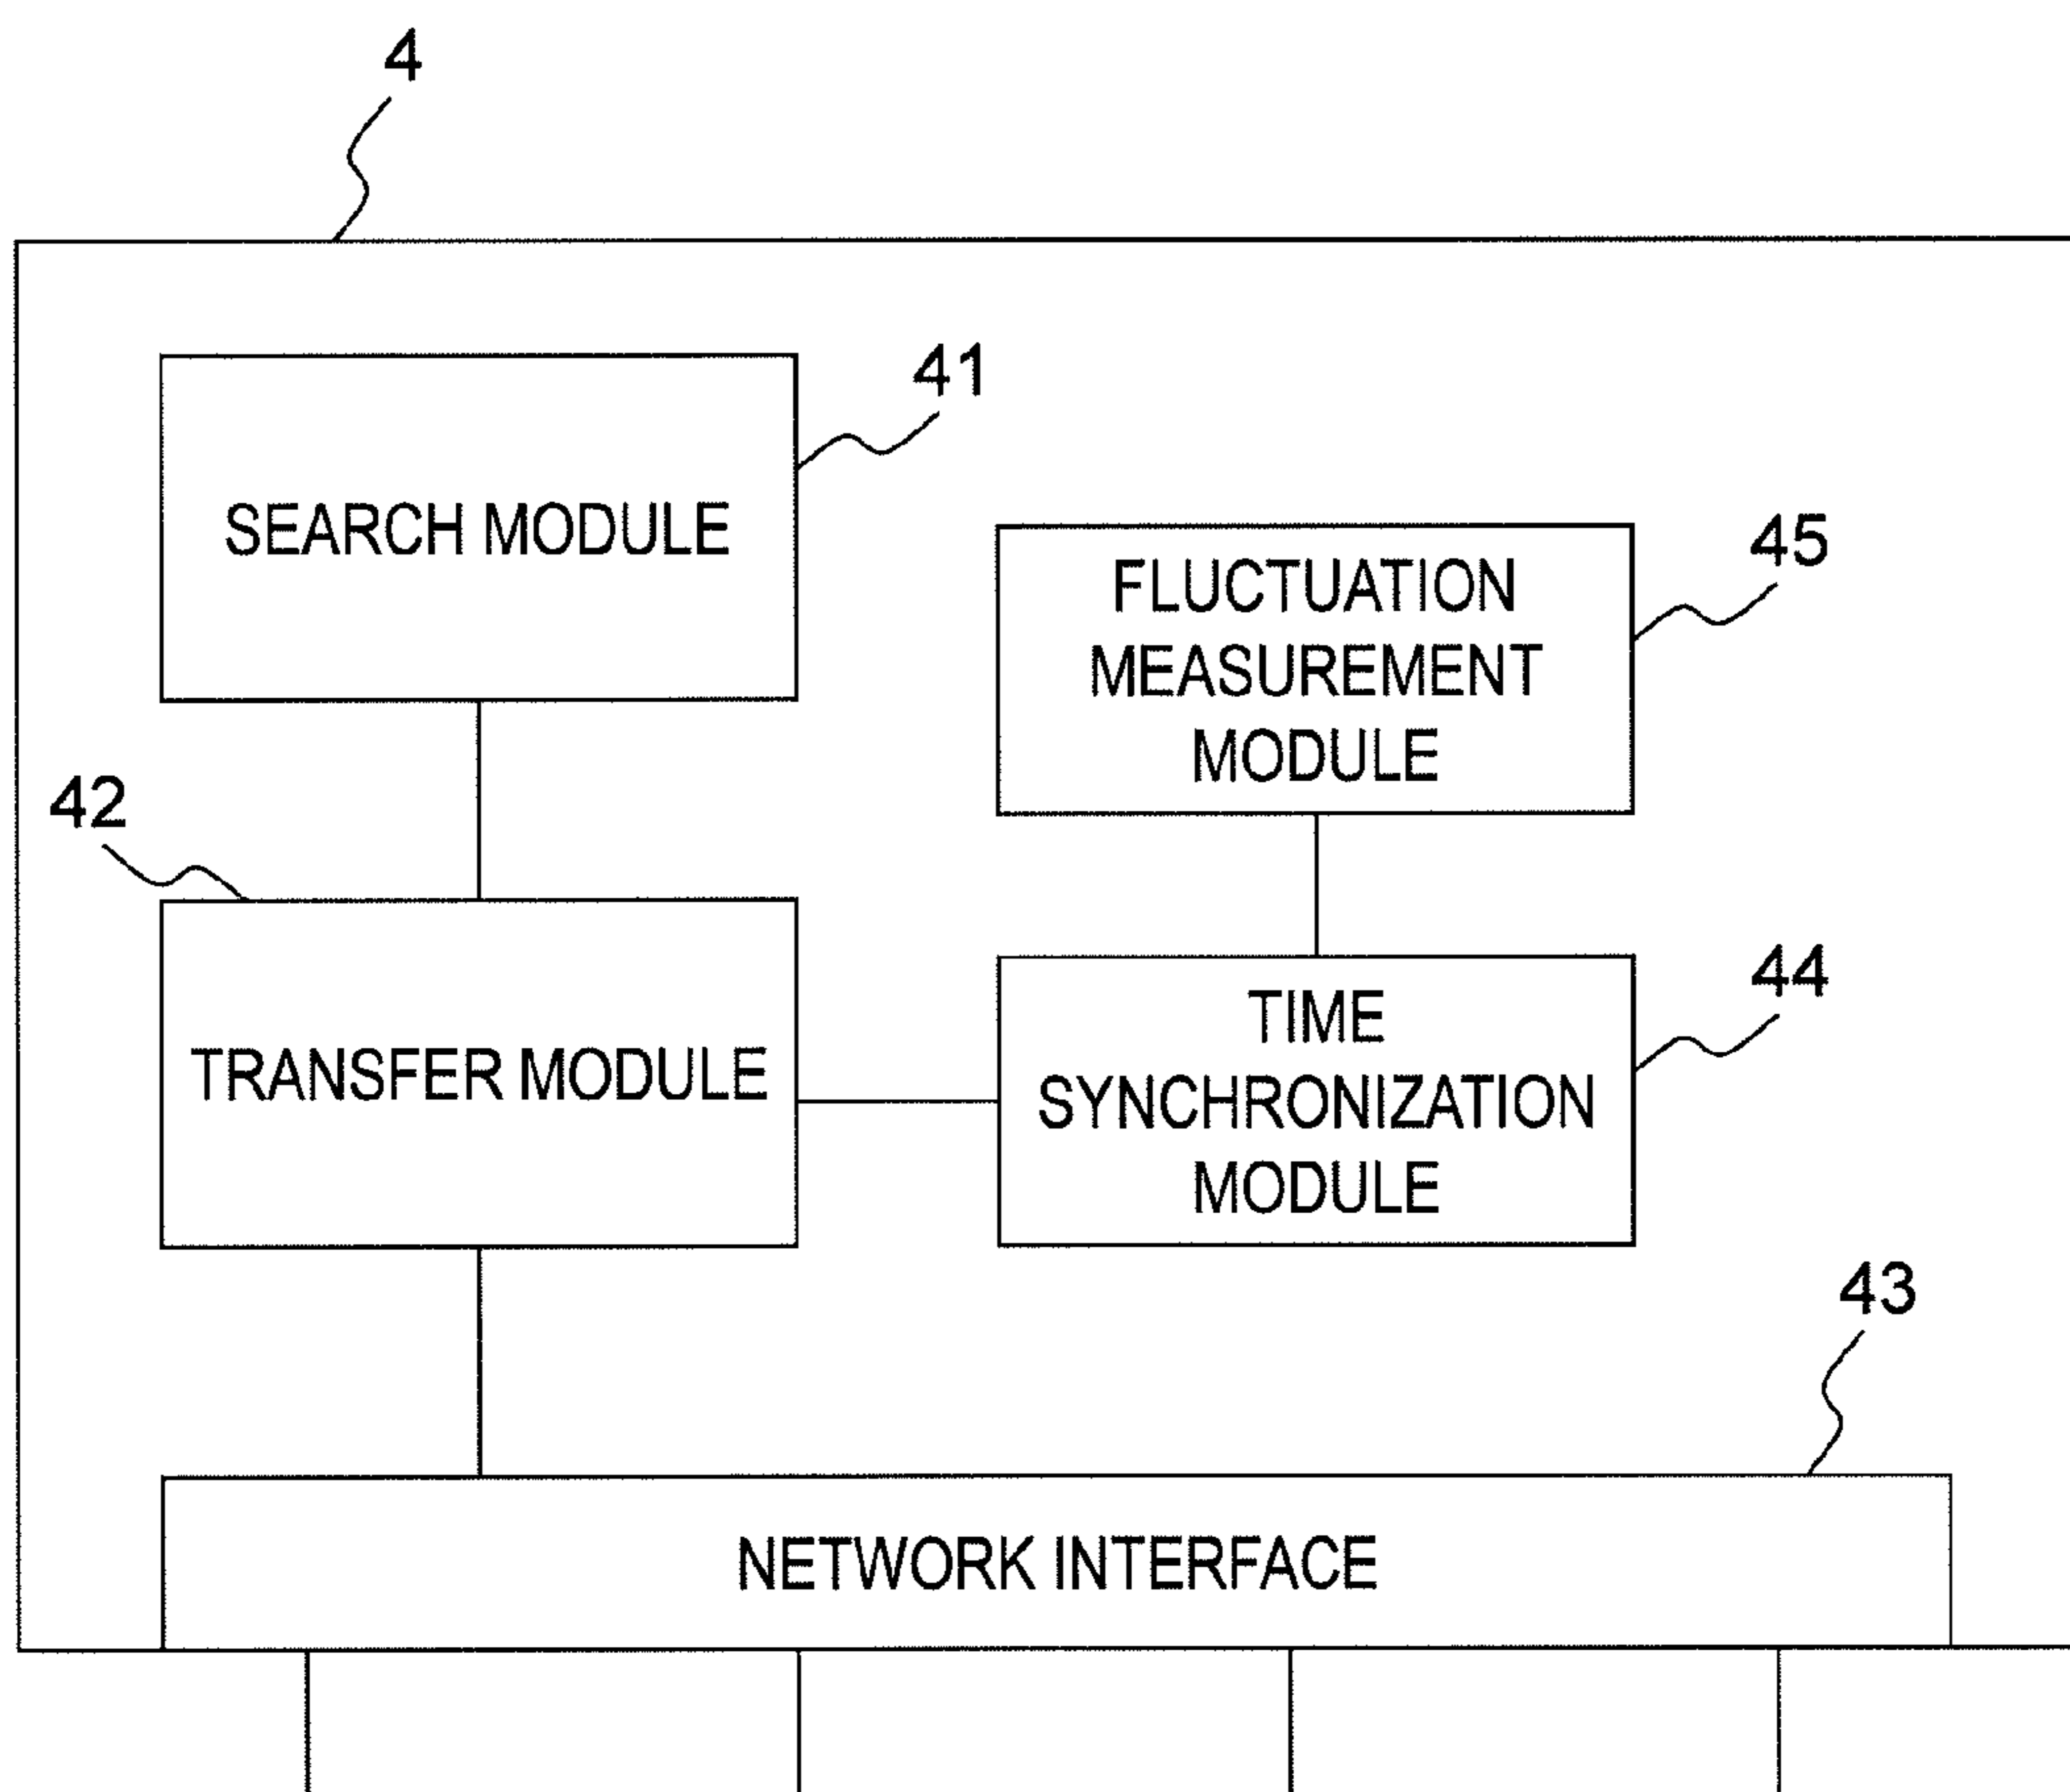 4
41
SEARCH MODULE
45
FLUCTUATION
MEASUREMENT
MODULE
42
TRANSFER MODULE
44
TIME
SYNCHRONIZATION
MODULE
43
NETWORK INTERFACE